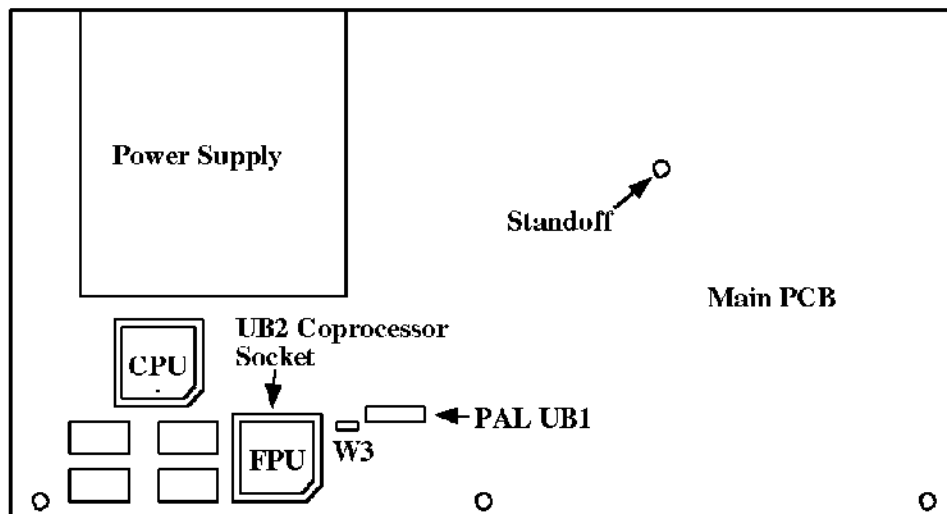 Power Supply
Standoff
Main PCB
UB2 Coprocessor
Socket
CPU
PAL UB1
W3
FPU